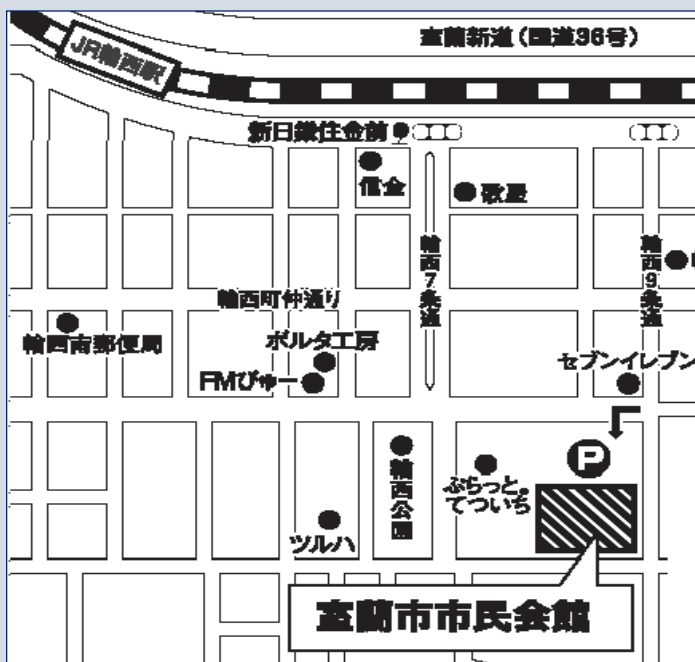 室蘭新道(国道36号)
JR輪西駅
新日鐵住金前
信金
歌屋
輪西7条通
輪西9条通
輪西町仲通り
輪西南郵便局
ボルタ工房
FMびゅー
セブンイレブン
P
輪西公園
ぷらっと。
てついち
ツルハ
室蘭市市民会館